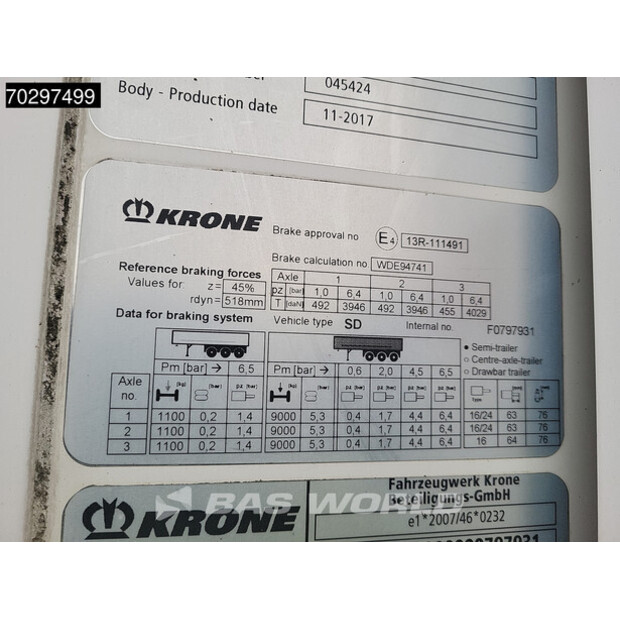 70297499
045424
Body - Production date 11-2017
KRONE
Brake approval no E4 13R-111491
Brake calculation no WDE94741
Reference braking forces
Values for z = 45%
rdyn = 518mm
Axle 1 2 3
pz [bar] 1,0 6,4 1,0 6,4 1,0 6,4
T [daN] 492 3946 492 3946 455 4029
Data for braking system Vehicle type SD Internal no. F0797931
Semi-trailer
Centre-axle-trailer
Drawbar trailer
Pm [bar] → 6,5 Pm [bar] → 0,6 2,0 4,5 6,5
Axle no.
1 1100 0,2 1,4 9000 5,3 0,4 1,7 4,4 6,4 16/24 63 76
2 1100 0,2 1,4 9000 5,3 0,4 1,7 4,4 6,4 16/24 63 76
3 1100 0,2 1,4 9000 5,3 0,4 1,7 4,4 6,4 16 64 76
BAS WORLD
KRONE
Fahrzeugwerk Krone
Beteiligungs-GmbH
e1*2007/46*0232